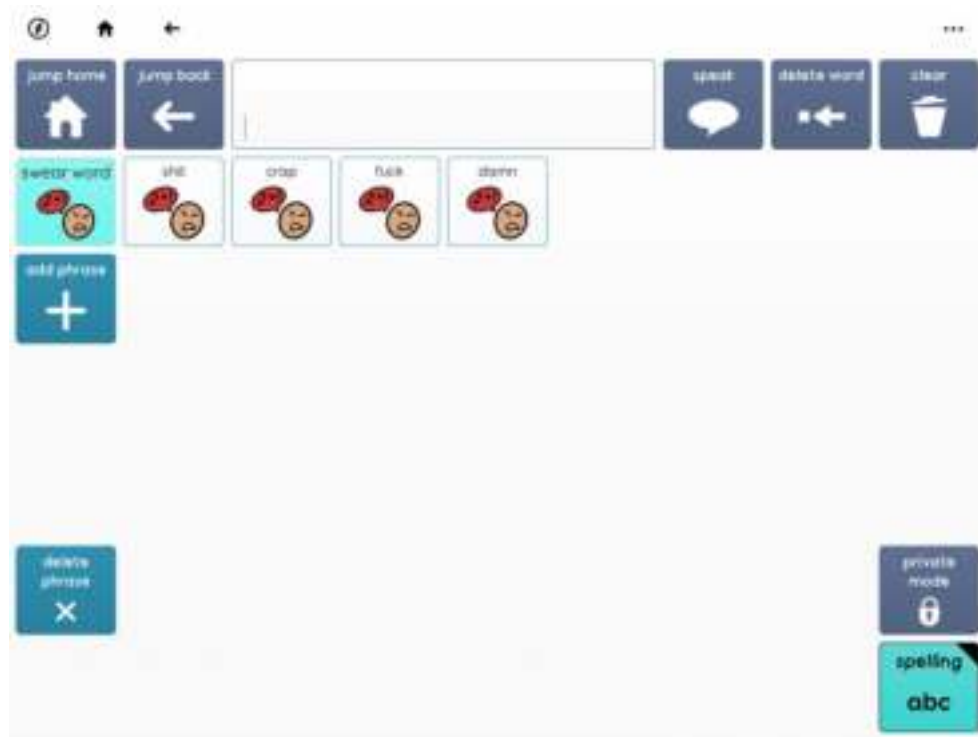 jump home
jump back
speak
delete word
clear
swear word
shit
crap
fuck
damn
add phrase
delete
phrase
private
mode
spelling
abc